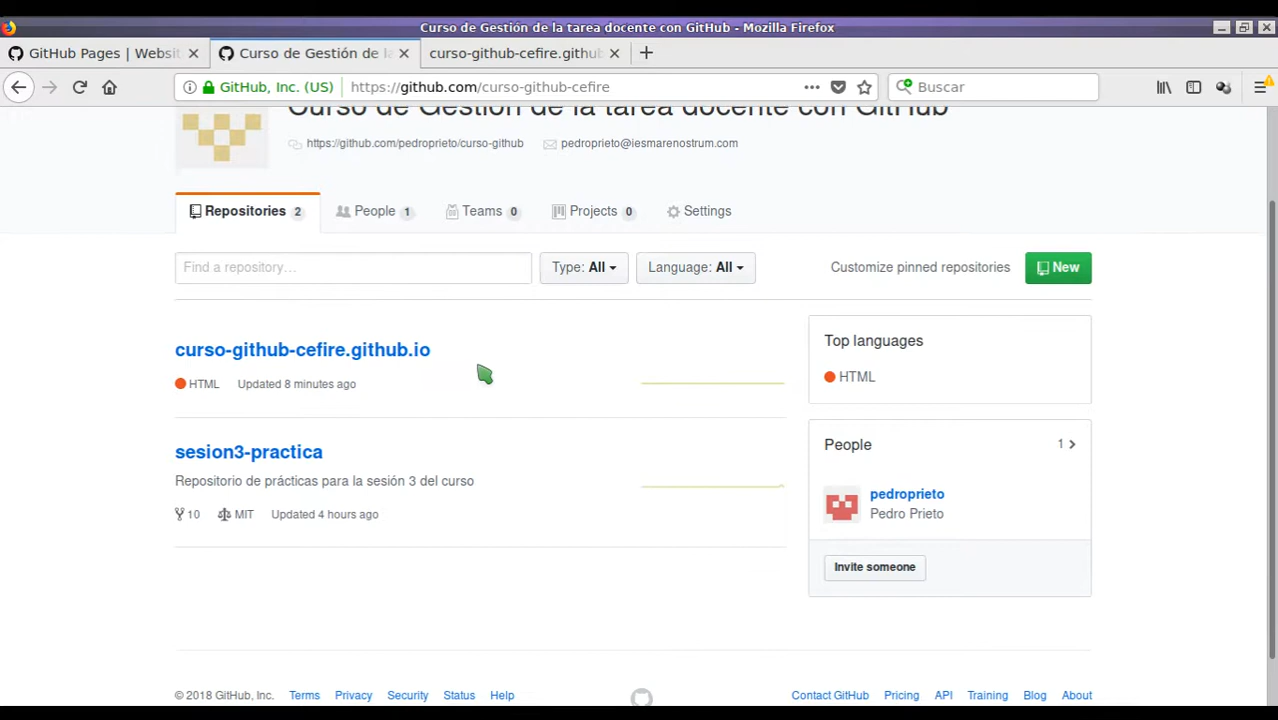 Curso de Gestión de la tarea docente con GitHub - Mozilla Firefox
GitHub Pages | Websit
Curso de Gestión de la
curso-github-cefire.github
GitHub, Inc. (US)
https://github.com/curso-github-cefire
Buscar
Curso de Gestión de la tarea docente con GitHub
https://github.com/pedroprieto/curso-github
pedroprieto@iesmarenostrum.com
Repositories 2
People 1
Teams 0
Projects 0
Settings
Find a repository…
Type: All
Language: All
Customize pinned repositories
New
curso-github-cefire.github.io
HTML Updated 8 minutes ago
sesion3-practica
Repositorio de prácticas para la sesión 3 del curso
10 MIT Updated 4 hours ago
Top languages
HTML
People 1
pedroprieto
Pedro Prieto
Invite someone
© 2018 GitHub, Inc. Terms Privacy Security Status Help
Contact GitHub Pricing API Training Blog About